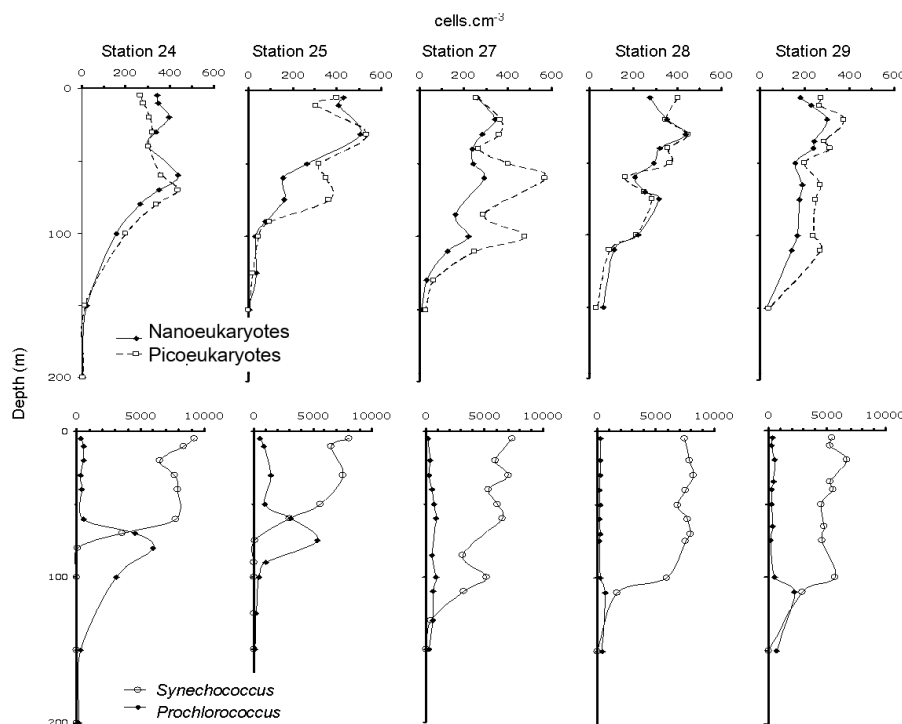 cells.cm-3
Station 24 Station 25 Station 27 Station 28 Station 29
0 200 400 600 0 200 400 600 0 200 400 600 0 200 400 600 0 200 400 600
0
100
Nanoeukaryotes
Picoeukaryotes
200
Depth (m)
0 5000 10000 0 5000 10000 0 5000 10000 0 5000 10000 0 5000 10000
0
100
Synechococcus
Prochlorococcus
200